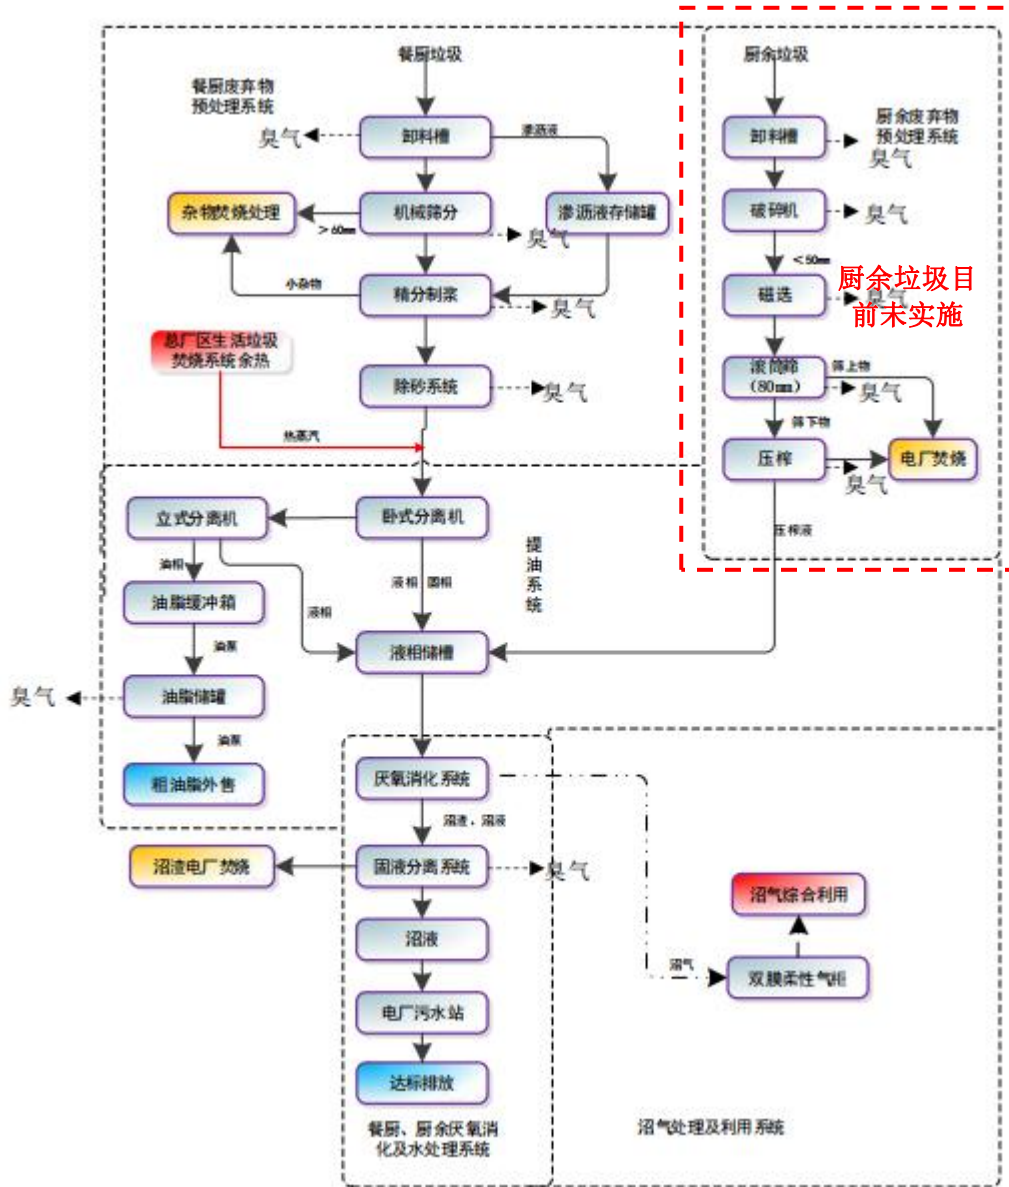 餐厨垃圾
厨余垃圾
餐厨废弃物
预处理系统
臭气
卸料槽
渗沥液
卸料槽
厨余废弃物
预处理系统
臭气
杂物焚烧处理
机械筛分
渗沥液存储罐
破碎机
臭气
>60mm
臭气
<50mm
小杂物
精分制浆
臭气
磁选
臭气
厨余垃圾目
前未实施
总厂区生活垃圾
焚烧系统余热
除砂系统
臭气
滚筒筛
(80mm)
筛上物
臭气
筛下物
热蒸汽
压榨
电厂焚烧
臭气
立式分离机
卧式分离机
提
油
系
统
压榨液
油相
液相
固相
油脂缓冲箱
液相
油泵
液相储槽
臭气
油脂储罐
油泵
粗油脂外售
厌氧消化系统
沼渣，沼液
沼渣电厂焚烧
固液分离系统
臭气
沼气综合利用
沼液
沼气
双膜柔性气柜
电厂污水站
达标排放
餐厨、厨余厌氧消
化及水处理系统
沼气处理及利用系统